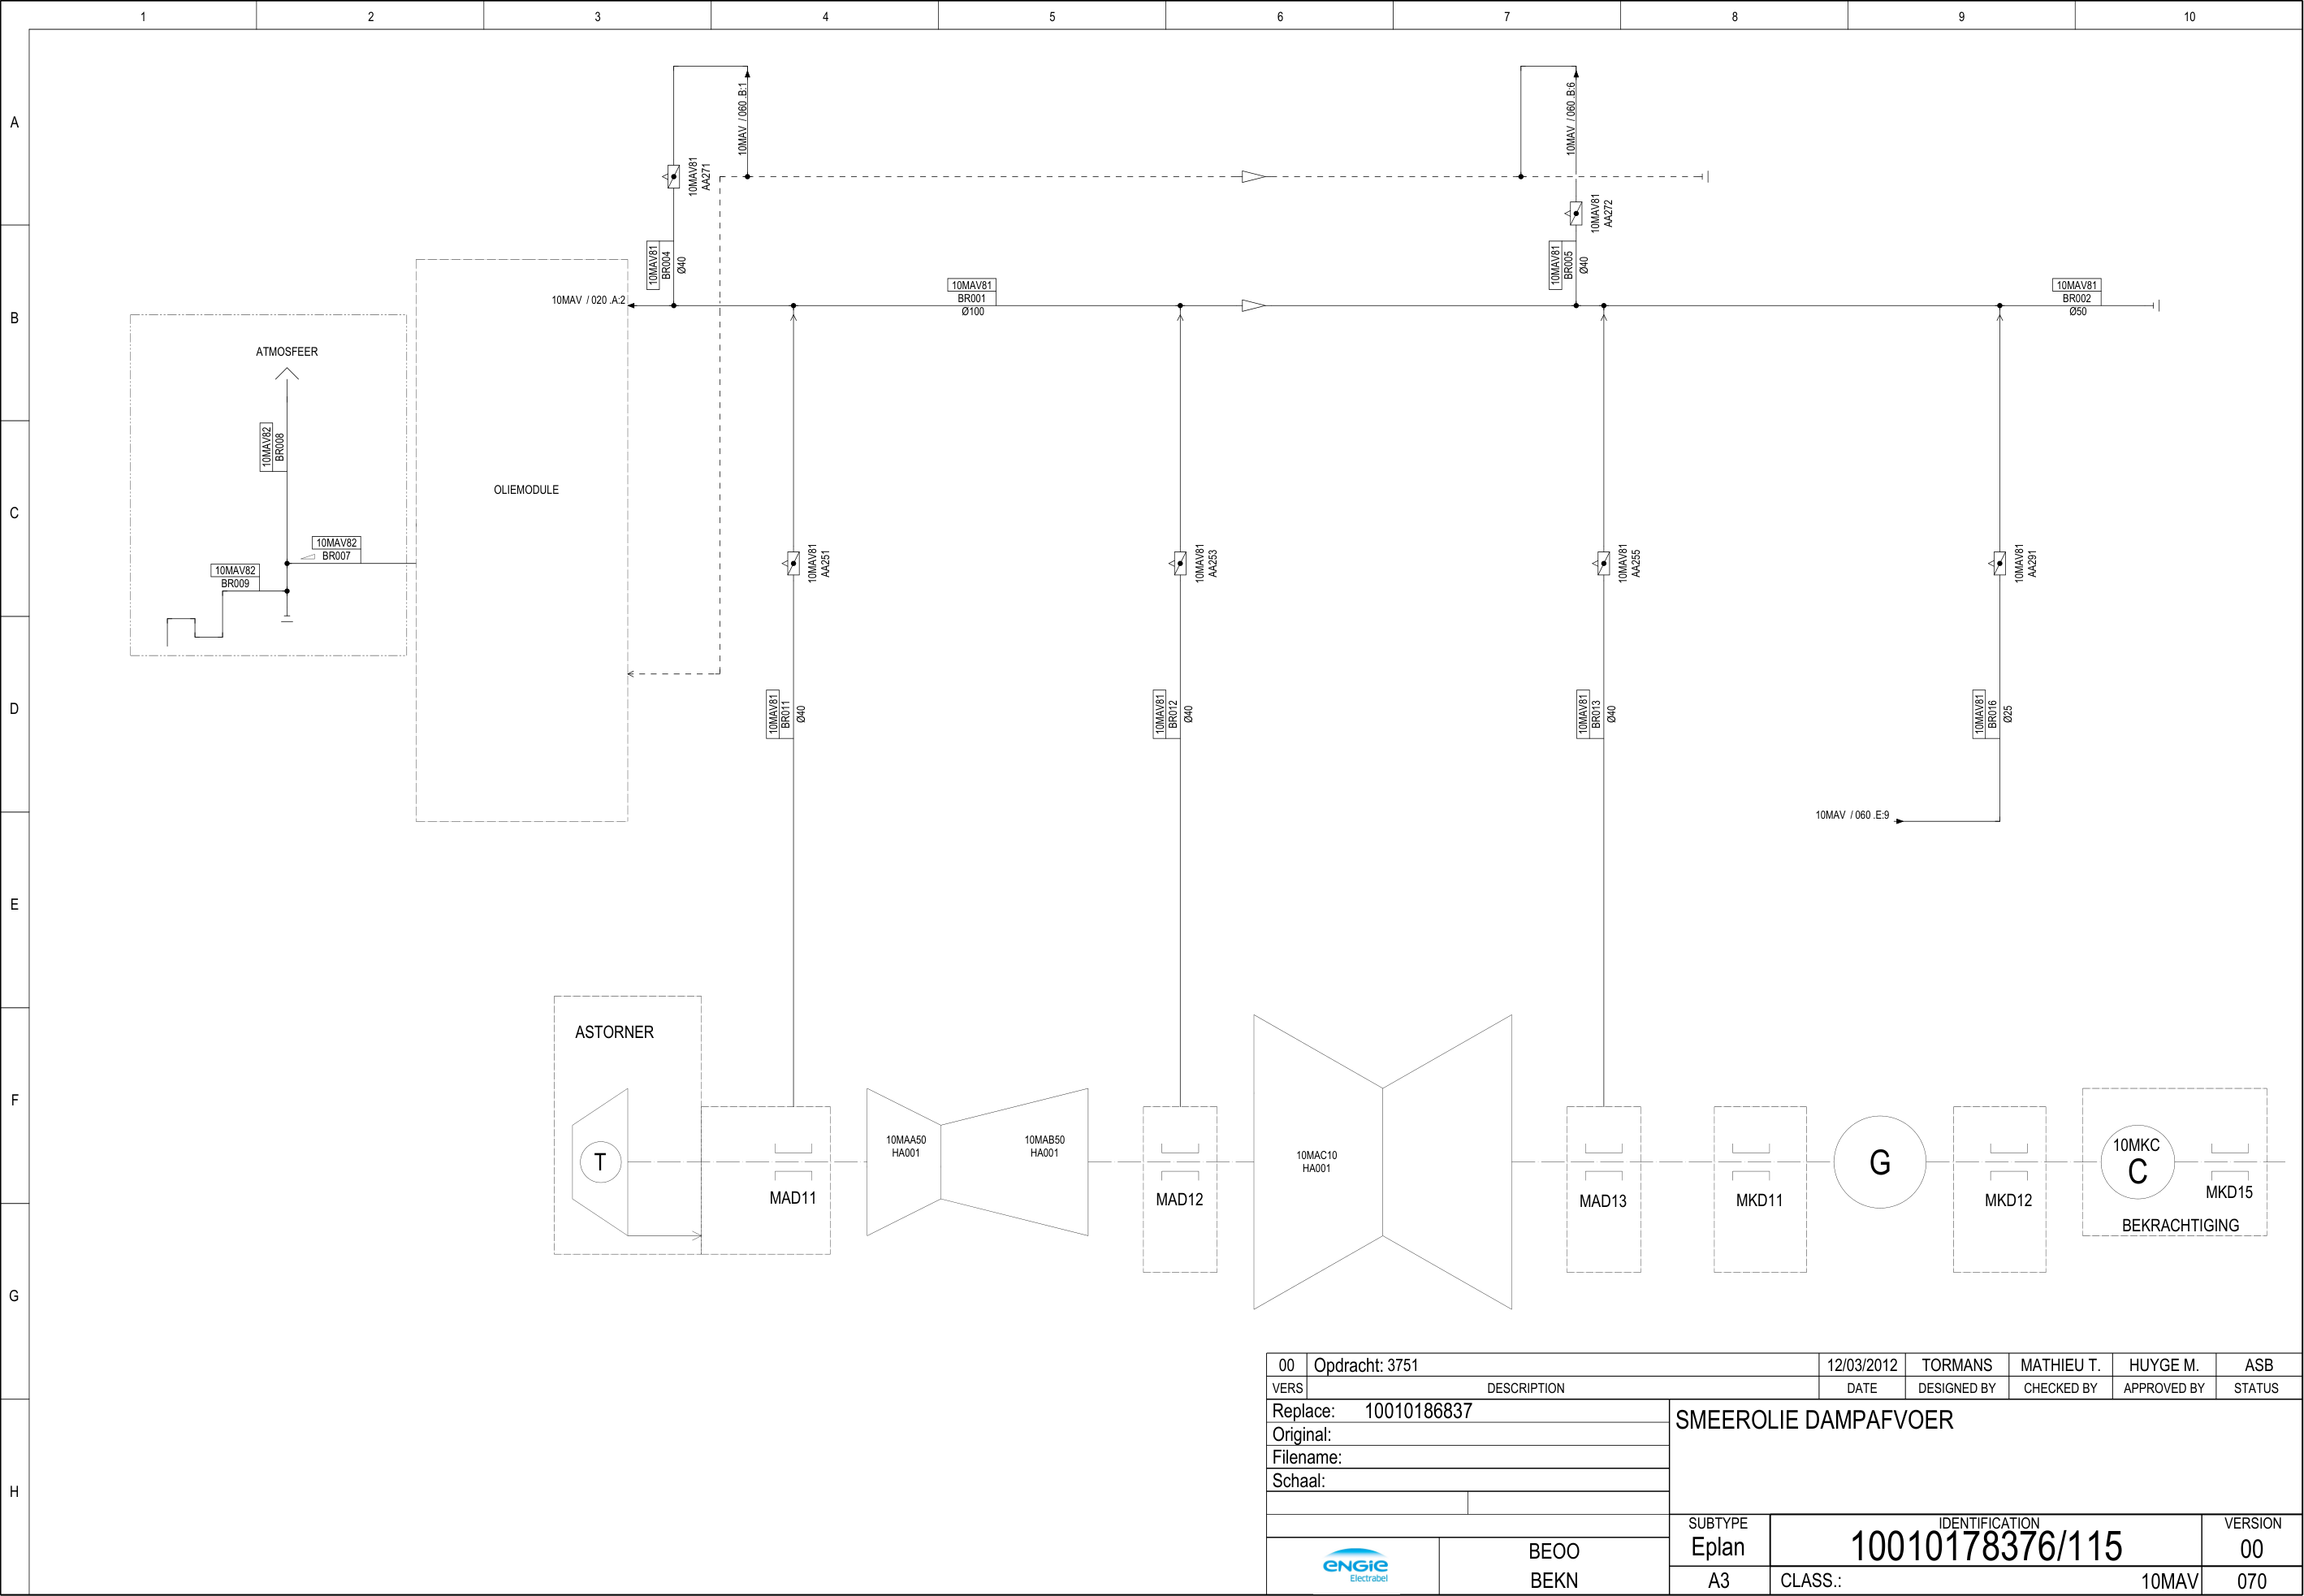 1 2 3 4 5 6 7 8 9 10
A
B
C
D
E
F
G
H
10MAV / 060 .B:1
10MAV / 060 .B:6
10MAV81
AA271
10MAV81
AA272
10MAV81
BR004
Ø40
10MAV81
BR005
Ø40
10MAV / 020 .A:2
10MAV81
BR001
Ø100
10MAV81
BR002
Ø50
ATMOSFEER
10MAV82
BR008
OLIEMODULE
10MAV82
BR007
10MAV82
BR009
10MAV81
AA251
10MAV81
AA253
10MAV81
AA255
10MAV81
AA291
10MAV81
BR011
Ø40
10MAV81
BR012
Ø40
10MAV81
BR013
Ø40
10MAV81
BR016
Ø25
10MAV / 060 .E:9
ASTORNER
T
MAD11
10MAA50
HA001
10MAB50
HA001
MAD12
10MAC10
HA001
MAD13
MKD11
G
MKD12
10MKC
C
MKD15
BEKRACHTIGING
00 Opdracht: 3751 12/03/2012 TORMANS MATHIEU T. HUYGE M. ASB
VERS DESCRIPTION DATE DESIGNED BY CHECKED BY APPROVED BY STATUS
Replace: 10010186837
Original:
Filename:
Schaal:
SMEEROLIE DAMPAFVOER
ENGIE
Electrabel
BEOO
BEKN
SUBTYPE
Eplan
A3
IDENTIFICATION
10010178376/115
CLASS.: 10MAV
VERSION
00
070